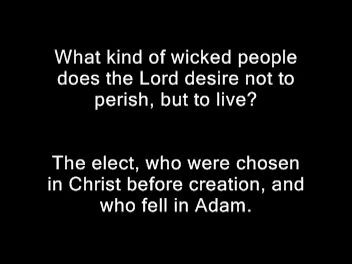 What kind of wicked people
does the Lord desire not to
perish, but to live?
The elect, who were chosen
in Christ before creation, and
who fell in Adam.